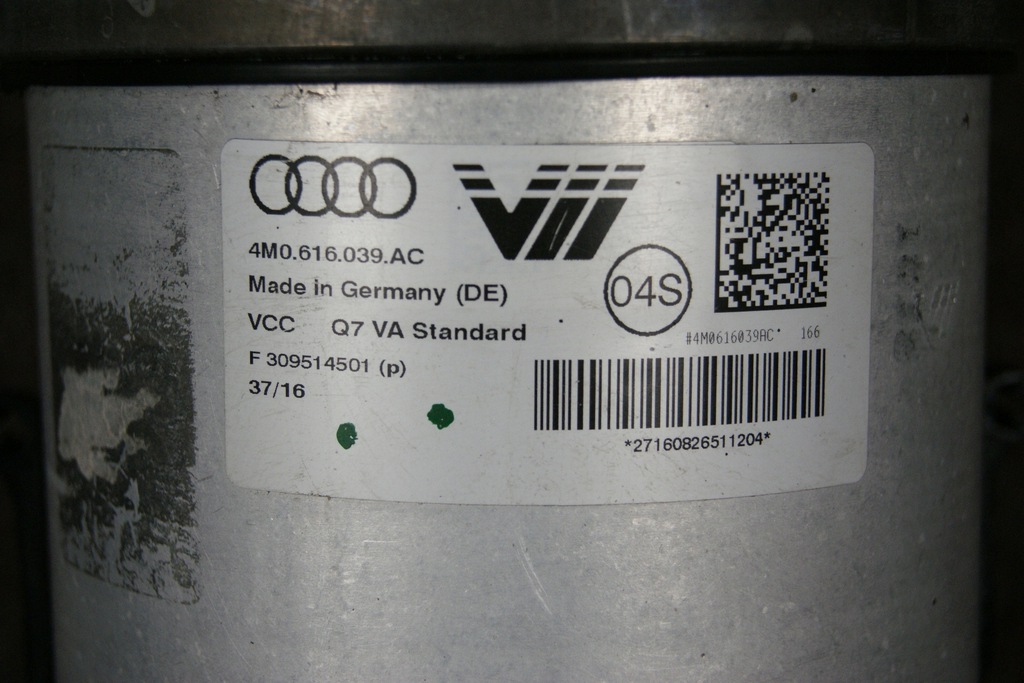 4M0.616.039.AC
Made in Germany (DE)
VCC Q7 VA Standard
F 309514501 (p)
37/16
04S
#4M0616039AC* 166
*27160826511204*